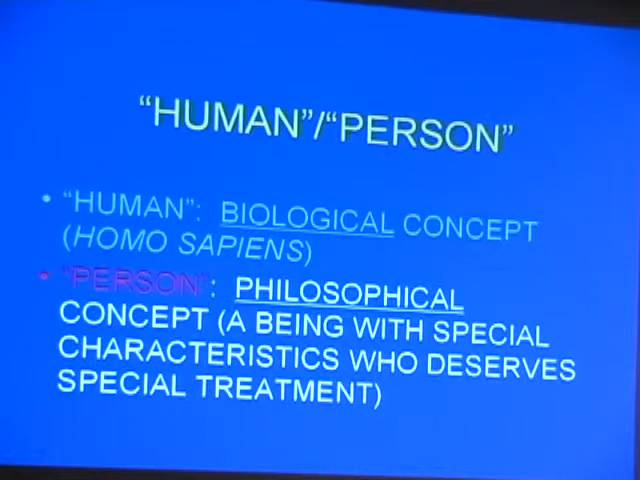 “HUMAN”/“PERSON”
• “HUMAN”: BIOLOGICAL CONCEPT
(HOMO SAPIENS)
• “PERSON”: PHILOSOPHICAL
CONCEPT (A BEING WITH SPECIAL
CHARACTERISTICS WHO DESERVES
SPECIAL TREATMENT)